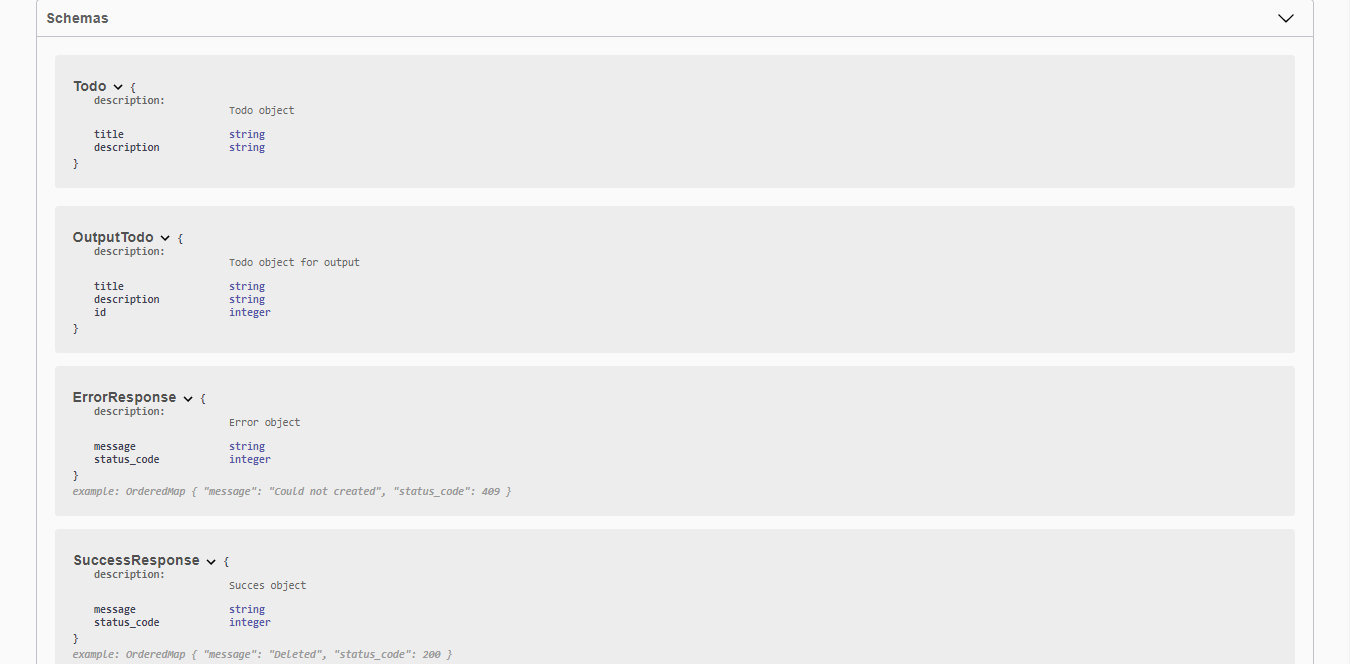 Schemas
Todo {
description:
Todo object
title string
description string
}
OutputTodo {
description:
Todo object for output
title string
description string
id integer
}
ErrorResponse {
description:
Error object
message string
status_code integer
}
example: OrderedMap { "message": "Could not created", "status_code": 409 }
SuccessResponse {
description:
Succes object
message string
status_code integer
}
example: OrderedMap { "message": "Deleted", "status_code": 200 }